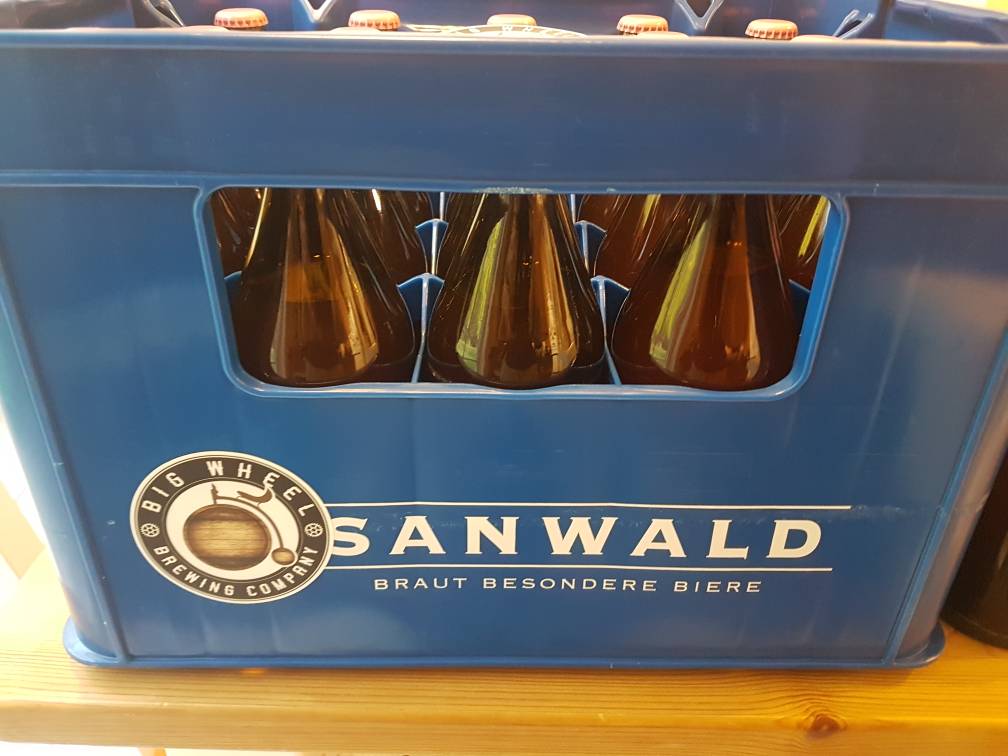 BIG WHEEL
BREWING COMPANY
SANWALD
BRAUT BESONDERE BIERE